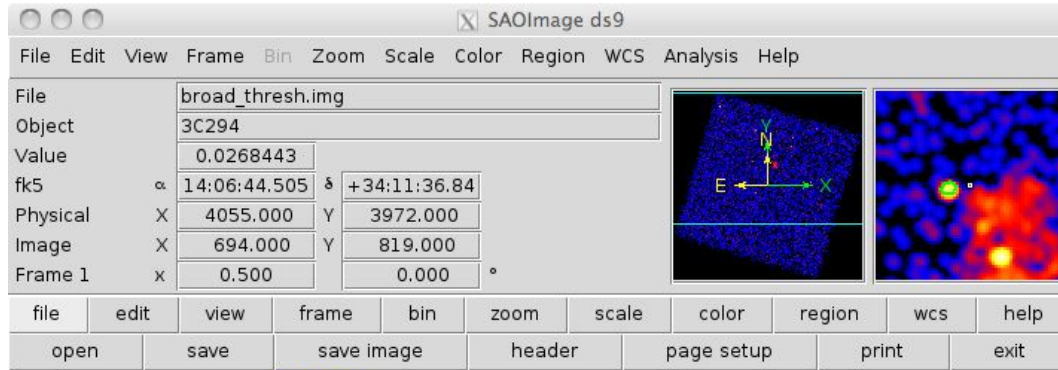 SAOImage ds9
File Edit View Frame Bin Zoom Scale Color Region WCS Analysis Help
File broad_thresh.img
Object 3C294
Value 0.0268443
fk5 α 14:06:44.505 δ +34:11:36.84
Physical X 4055.000 Y 3972.000
Image X 694.000 Y 819.000
Frame 1 x 0.500 0.000 °
Y
N
E X
file edit view frame bin zoom scale color region wcs help
open save save image header page setup print exit